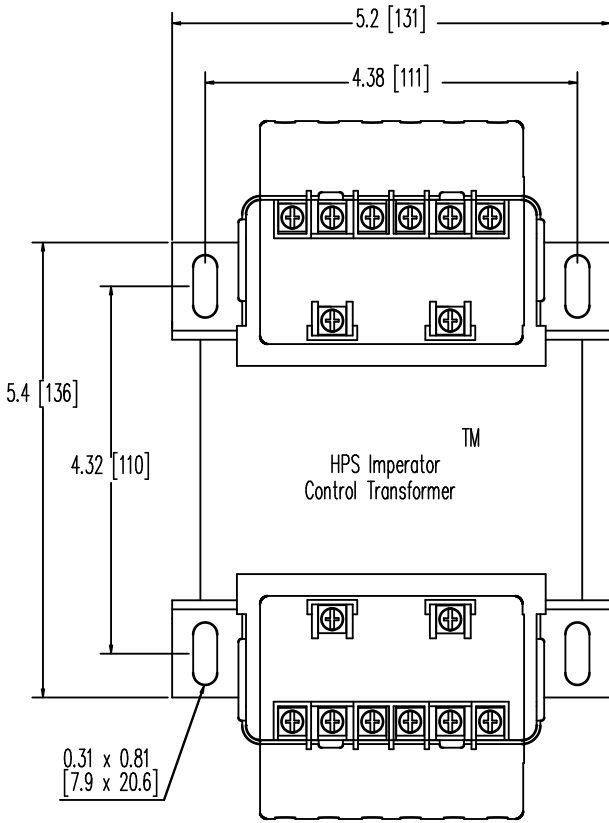 5.2 [131]
4.38 [111]
5.4 [136]
4.32 [110]
TM
HPS Imperator
Control Transformer
0.31 x 0.81
[7.9 x 20.6]